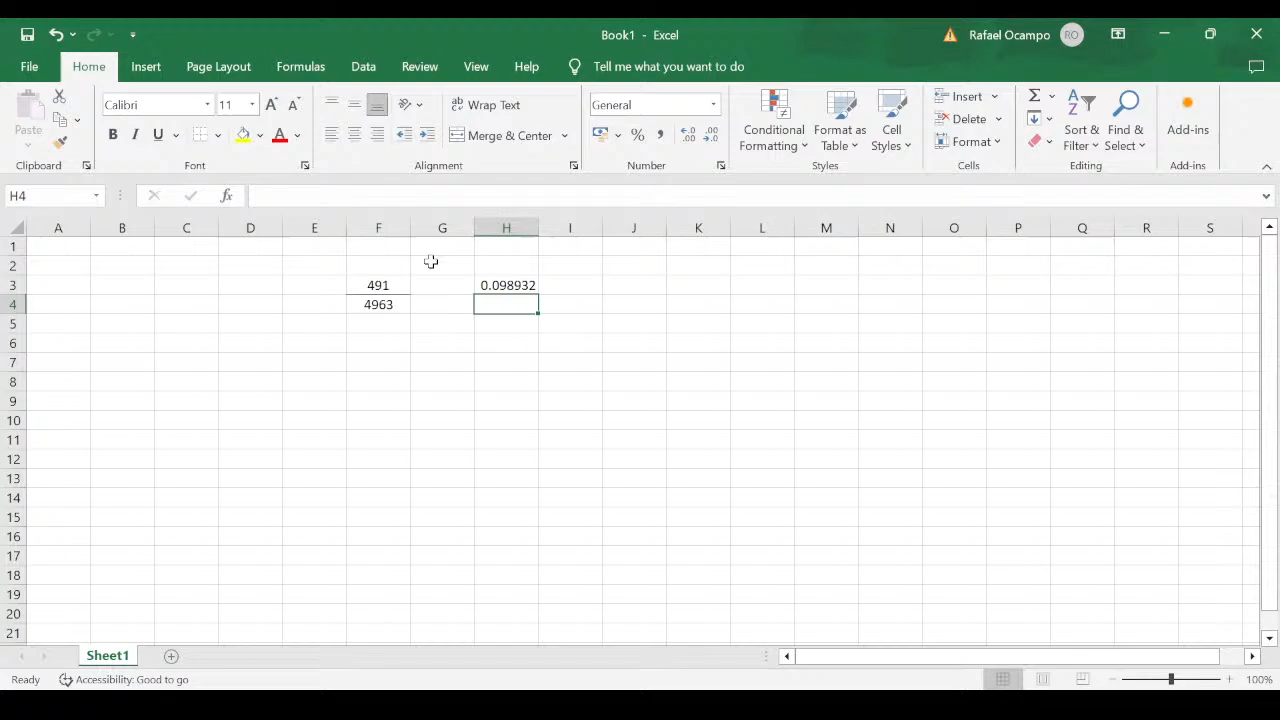 Book1 - Excel
Rafael Ocampo
RO
File Home Insert Page Layout Formulas Data Review View Help Tell me what you want to do
Paste
Calibri 11
B I U
Wrap Text
Merge & Center
General
% ,
Conditional Formatting
Format as Table
Cell Styles
Insert
Delete
Format
Sort & Filter
Find & Select
Add-ins
Clipboard Font Alignment Number Styles Cells Editing Add-ins
H4 fx
A B C D E F G H I J K L M N O P Q R S
1
2
3 491 0.098932
4 4963
5
6
7
8
9
10
11
12
13
14
15
16
17
18
19
20
21
Sheet1
Ready Accessibility: Good to go 100%